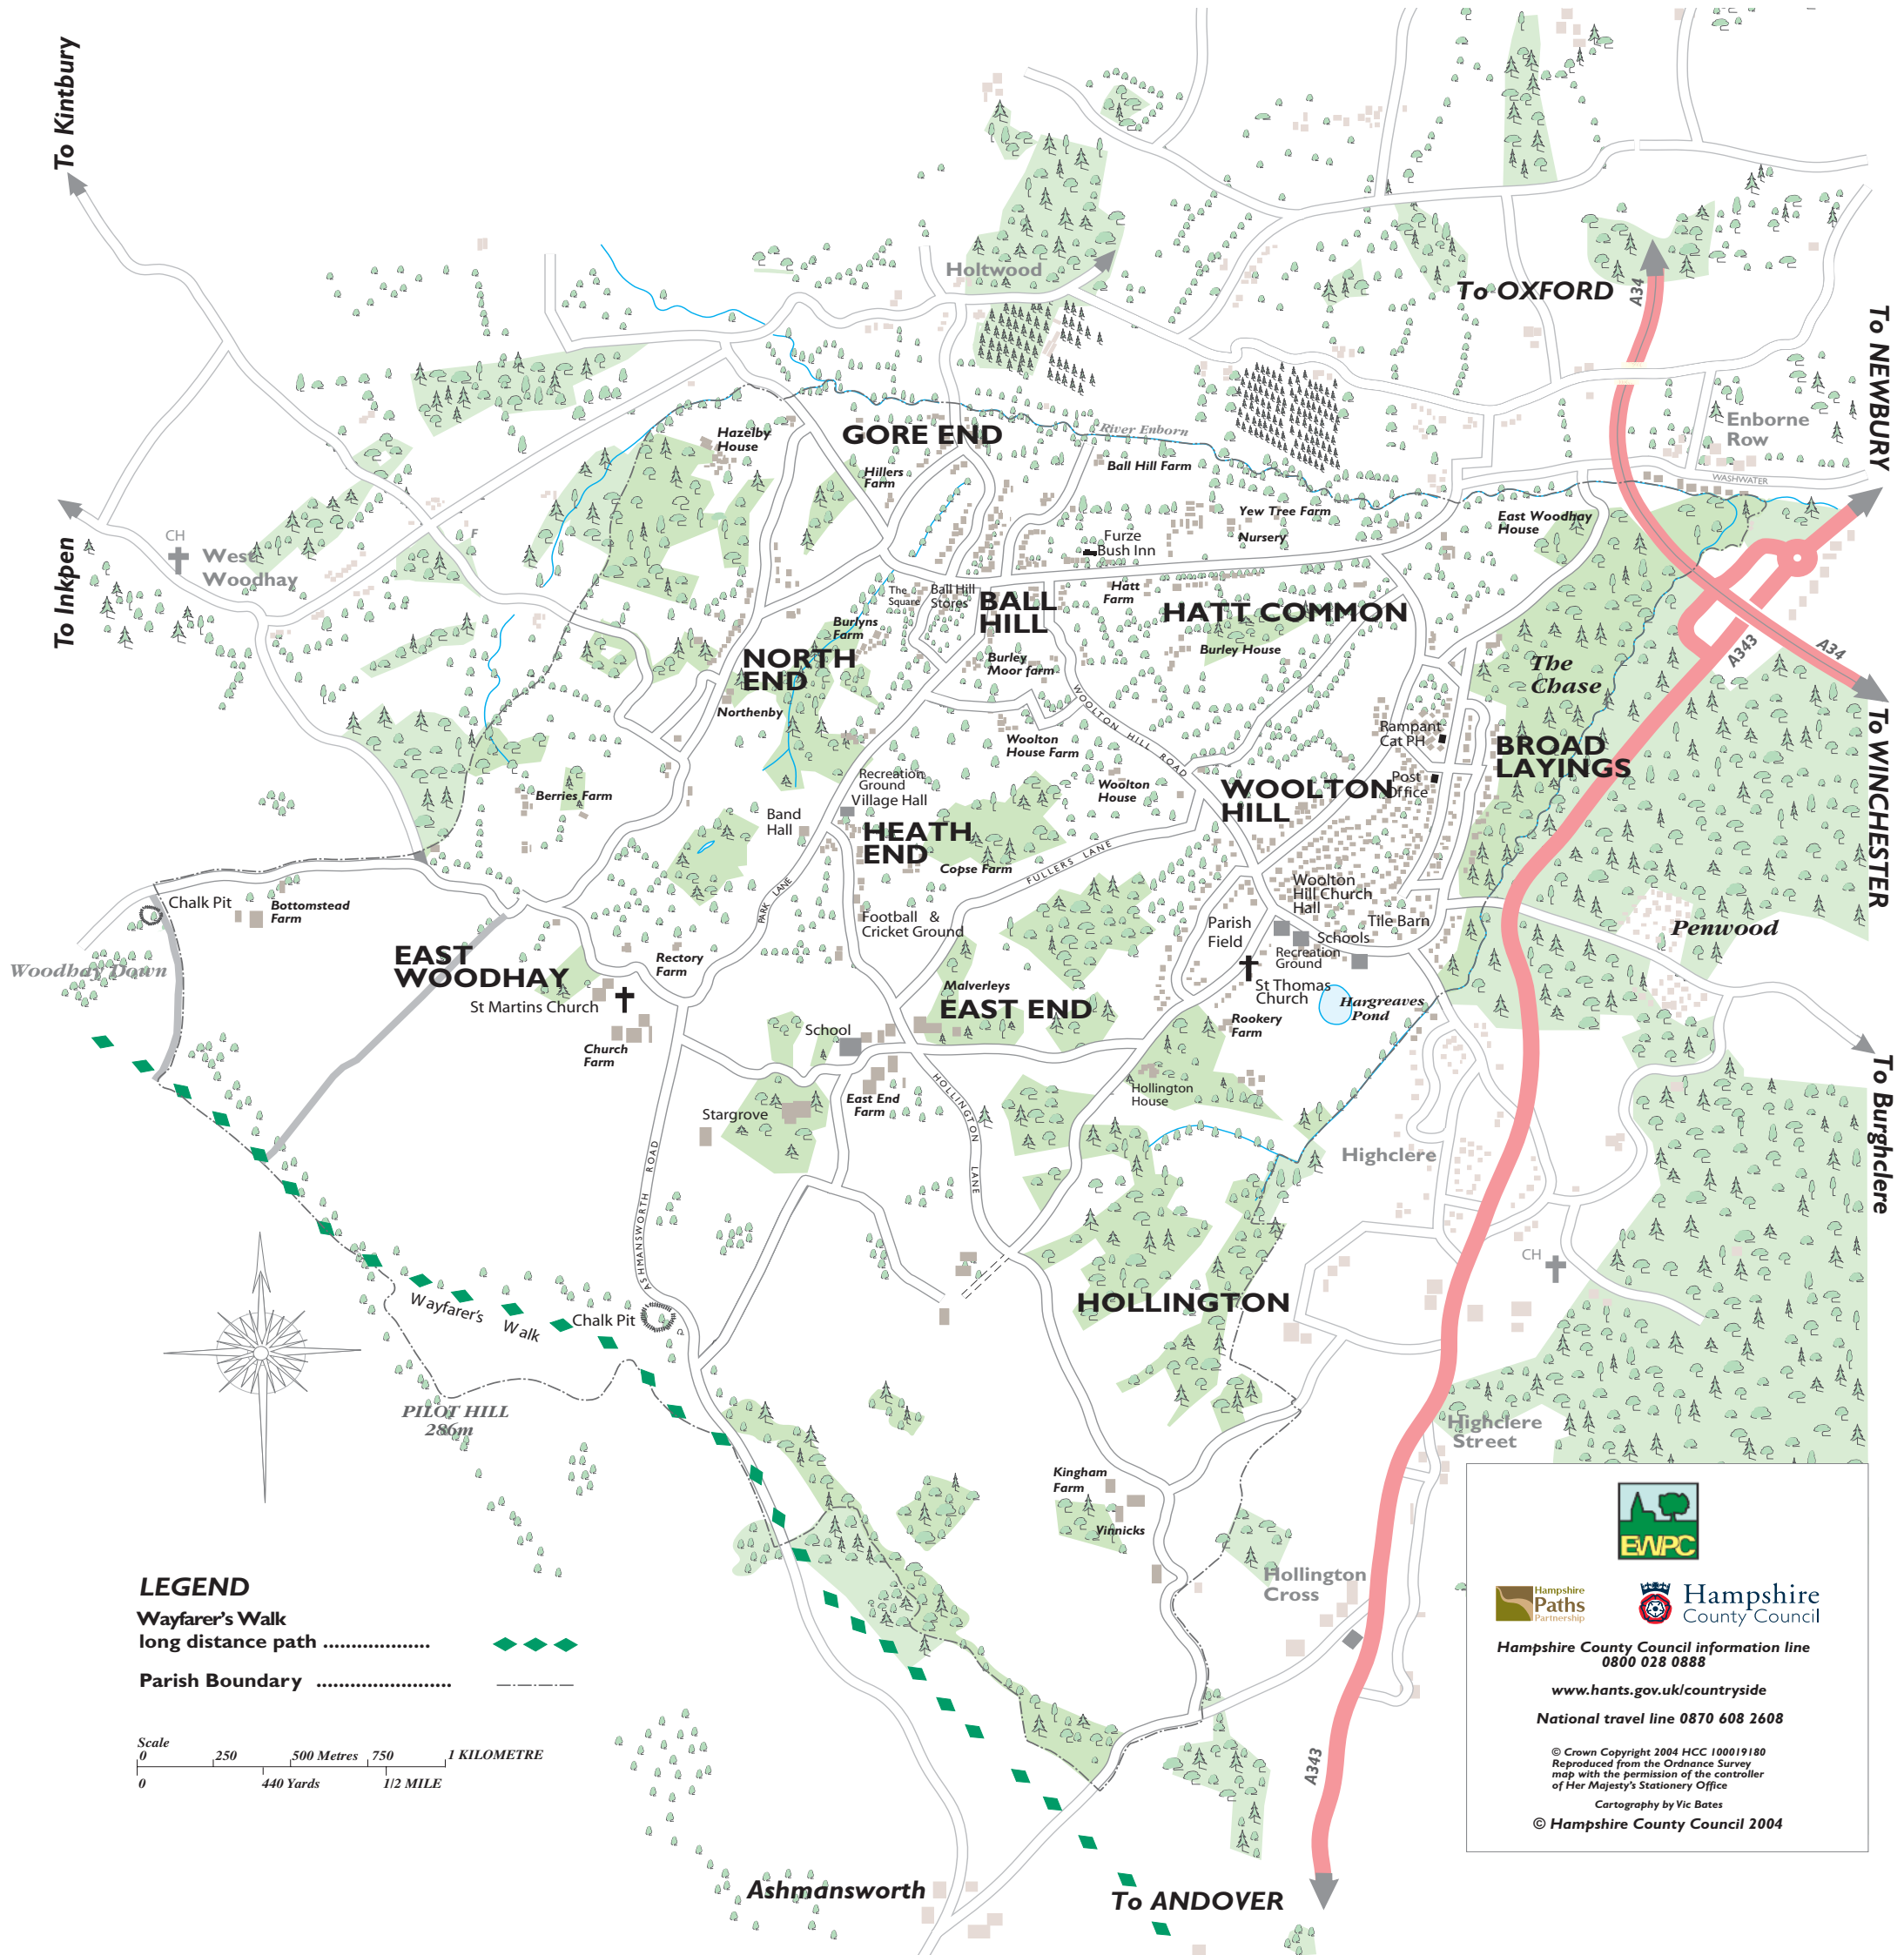 To Kintbury
Holtwood
To OXFORD
A34
To NEWBURY
Enborne
Row
WASHWATER
Hazelby
House
GORE END
River Enborn
Hillers
Farm
Ball Hill Farm
Yew Tree Farm
Nursery
East Woodhay
House
CH
West
Woodhay
F
To Inkpen
Furze
Bush Inn
The
Square
Ball Hill
Stores
BALL
HILL
Hatt
Farm
HATT COMMON
Burlyns
Farm
Burley House
NORTH
END
Burley
Moor farm
The
Chase
A343
A34
To WINCHESTER
Northenby
WOOLTON HILL ROAD
Woolton
House Farm
Rampant
Cat PH
BROAD
LAYINGS
Post
Office
Berries Farm
Recreation
Ground
Village Hall
Woolton
House
WOOLTON
HILL
Band
Hall
HEATH
END
FULLERS LANE
Copse Farm
PARK LANE
Woolton
Hill Church
Hall
Chalk Pit
Bottomstead
Farm
Football &
Cricket Ground
Parish
Field
Tile Barn
Schools
Recreation
Ground
Penwood
EAST
WOODHAY
Rectory
Farm
Woodhay Down
Malverleys
St Thomas
Church
St Martins Church
EAST END
Hargreaves
Pond
Rookery
Farm
School
Church
Farm
To Burghclere
HOLLINGTON LANE
Hollington
House
East End
Farm
Stargrove
ASHMANSWORTH ROAD
Highclere
CH
Wayfarer's
Walk
Chalk Pit
HOLLINGTON
PILOT HILL
286m
Highclere
Street
Kingham
Farm
Vinnicks
Hollington
Cross
A343
LEGEND
Wayfarer's Walk
long distance path ...................
Parish Boundary ........................
Scale
0 250 500 Metres 750 1 KILOMETRE
0 440 Yards 1/2 MILE
Ashmansworth
To ANDOVER
EWPC
Hampshire
Paths
Partnership
Hampshire
County Council
Hampshire County Council information line
0800 028 0888
www.hants.gov.uk/countryside
National travel line 0870 608 2608
© Crown Copyright 2004 HCC 100019180
Reproduced from the Ordnance Survey
map with the permission of the controller
of Her Majesty's Stationery Office
Cartography by Vic Bates
© Hampshire County Council 2004